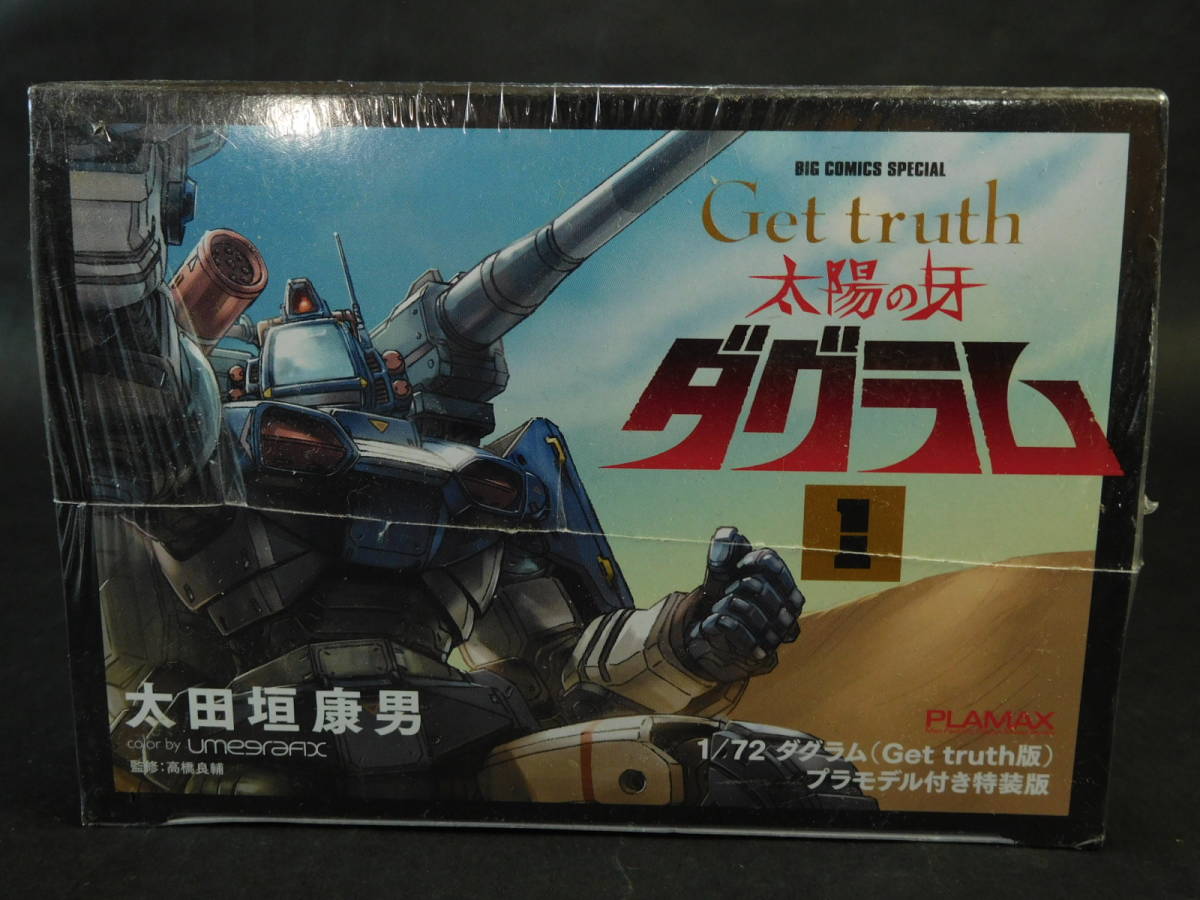 BIG COMICS SPECIAL
Get truth
太陽の牙
ダグラム
1
太田垣康男
color by umegrafix
監修:高橋良輔
PLAMAX
1/72 ダグラム(Get truth版)
プラモデル付き特装版